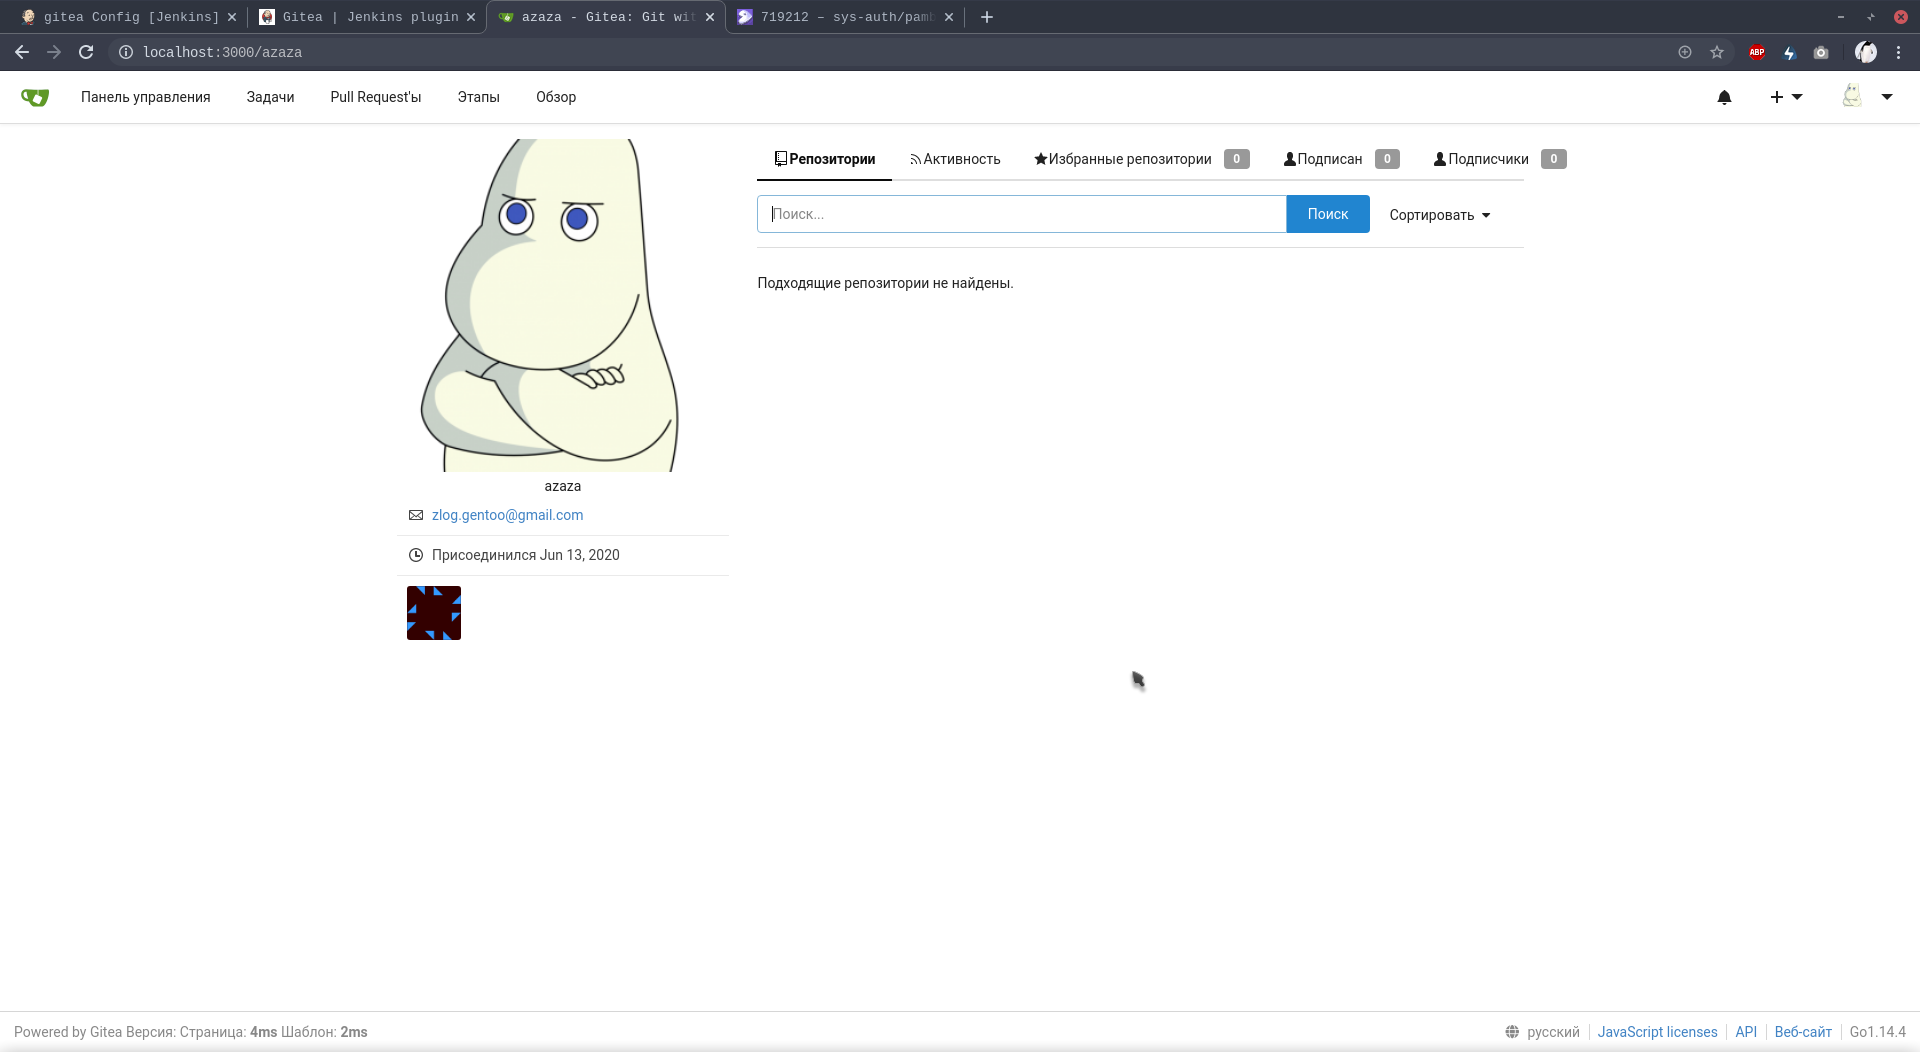 gitea Config [Jenkins]
Gitea | Jenkins plugin
azaza - Gitea: Git wit
719212 – sys-auth/pamb
localhost:3000/azaza
ABP
Панель управления
Задачи
Pull Request'ы
Этапы
Обзор
Репозитории
Активность
Избранные репозитории 0
Подписан 0
Подписчики 0
Поиск...
Поиск
Сортировать
Подходящие репозитории не найдены.
azaza
zlog.gentoo@gmail.com
Присоединился Jun 13, 2020
Powered by Gitea Версия: Страница: 4ms Шаблон: 2ms
русский
JavaScript licenses
API
Веб-сайт
Go1.14.4